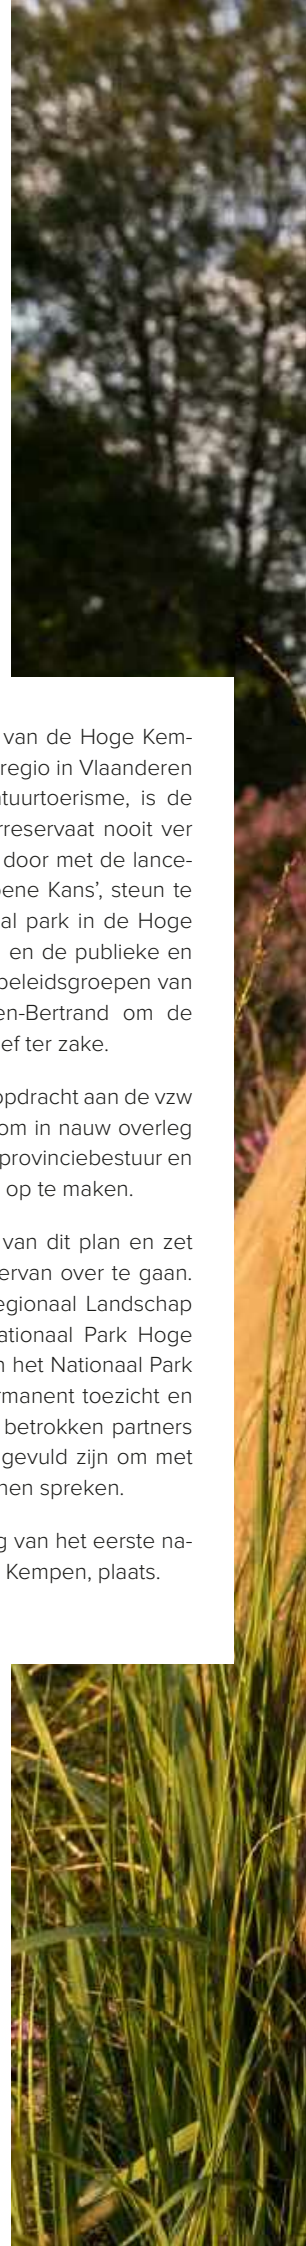 van de Hoge Kem-
regio in Vlaanderen
tuurtoerisme, is de
rreservaat nooit ver
door met de lance-
ene Kans’, steun te
al park in de Hoge
en de publieke en
beleidsgroepen van
en-Bertrand om de
ef ter zake.
opdracht aan de vzw
om in nauw overleg
provinciebestuur en
op te maken.
van dit plan en zet
ervan over te gaan.
egionaal Landschap
ationaal Park Hoge
n het Nationaal Park
rmanent toezicht en
betrokken partners
gevuld zijn om met
nen spreken.
g van het eerste na-
Kempen, plaats.